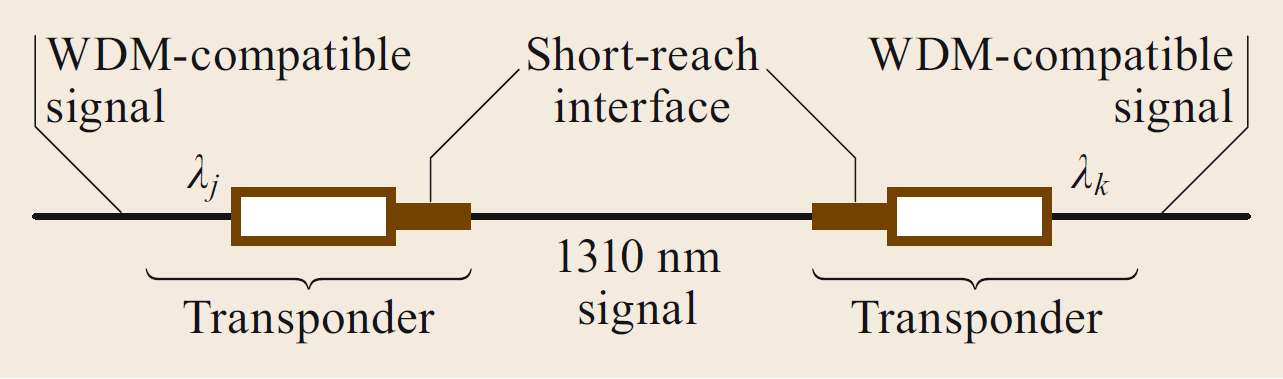 WDM-compatible
signal
Short-reach
interface
WDM-compatible
signal
λj
λk
1310 nm
signal
Transponder
Transponder